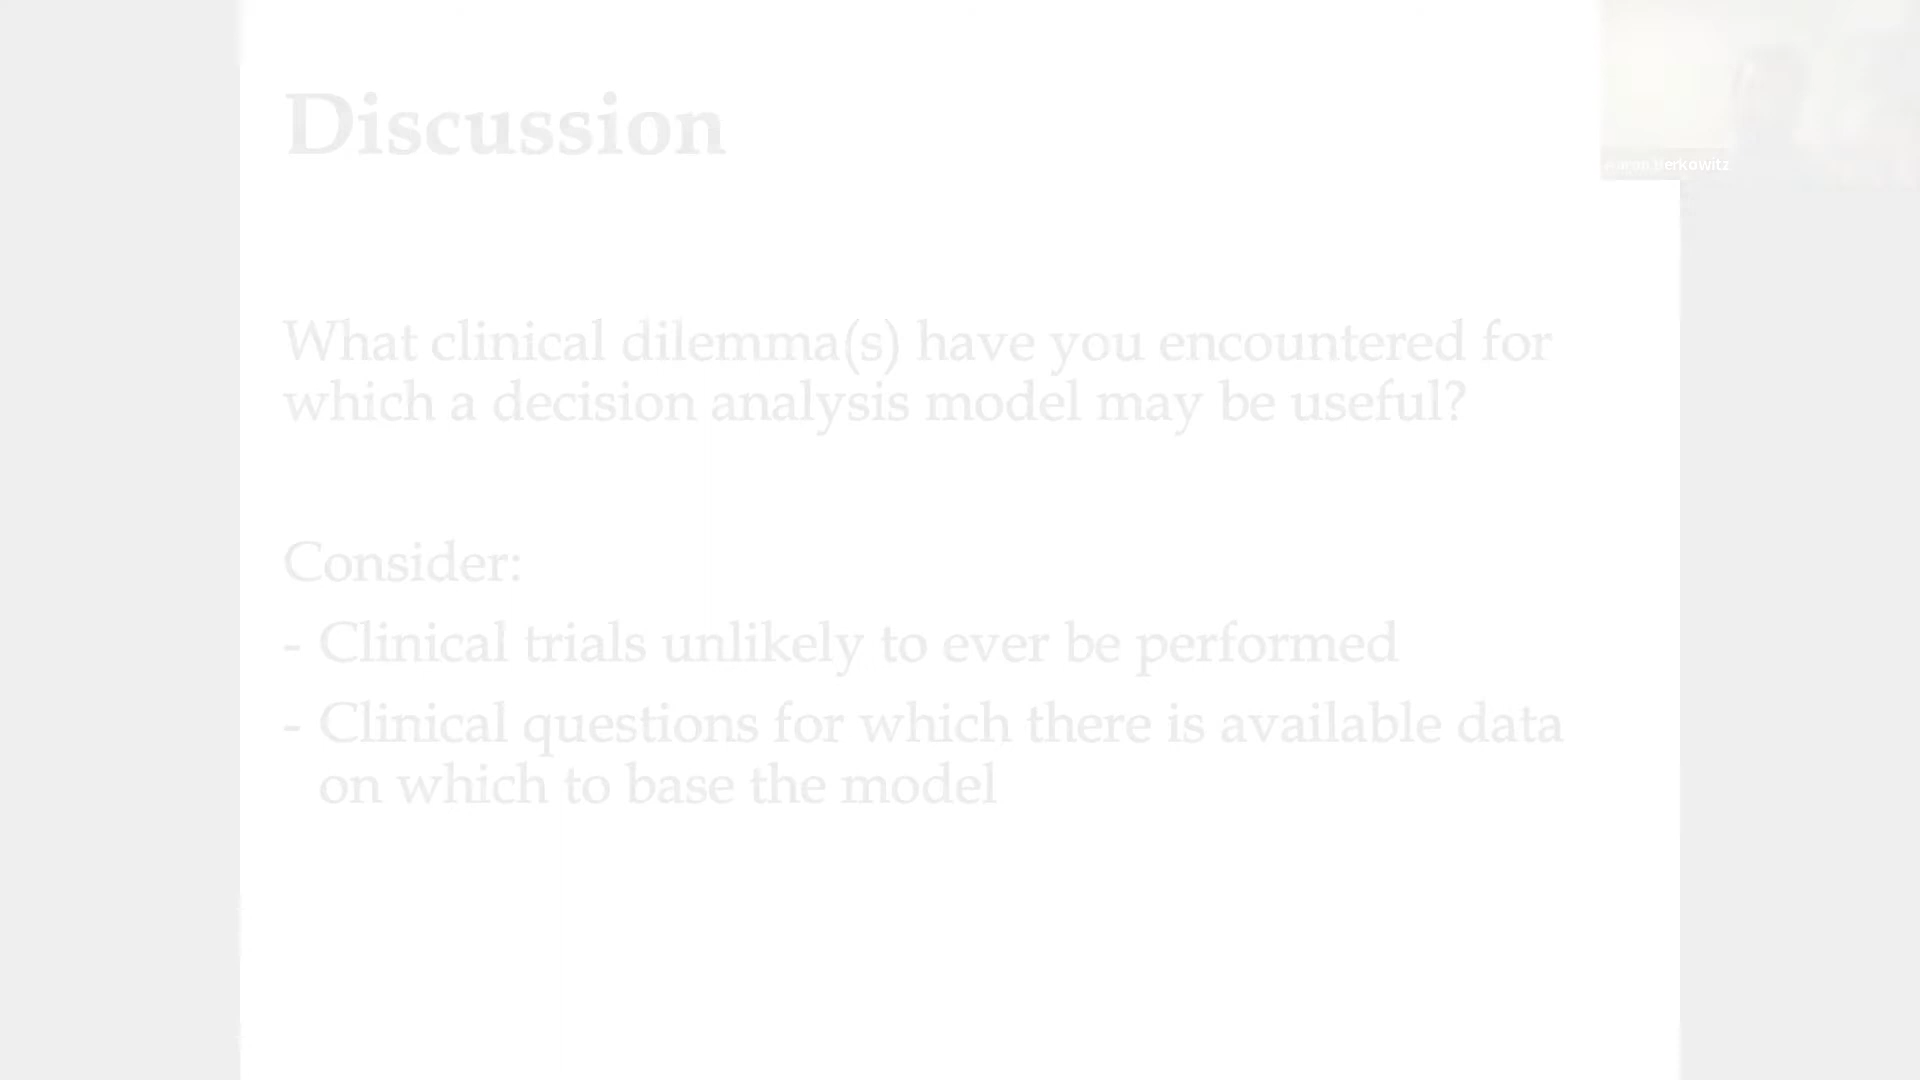 Discussion
What clinical dilemma(s) have you encountered for
which a decision analysis model may be useful?
Consider:
- Clinical trials unlikely to ever be performed
- Clinical questions for which there is available data
on which to base the model
Berkowitz